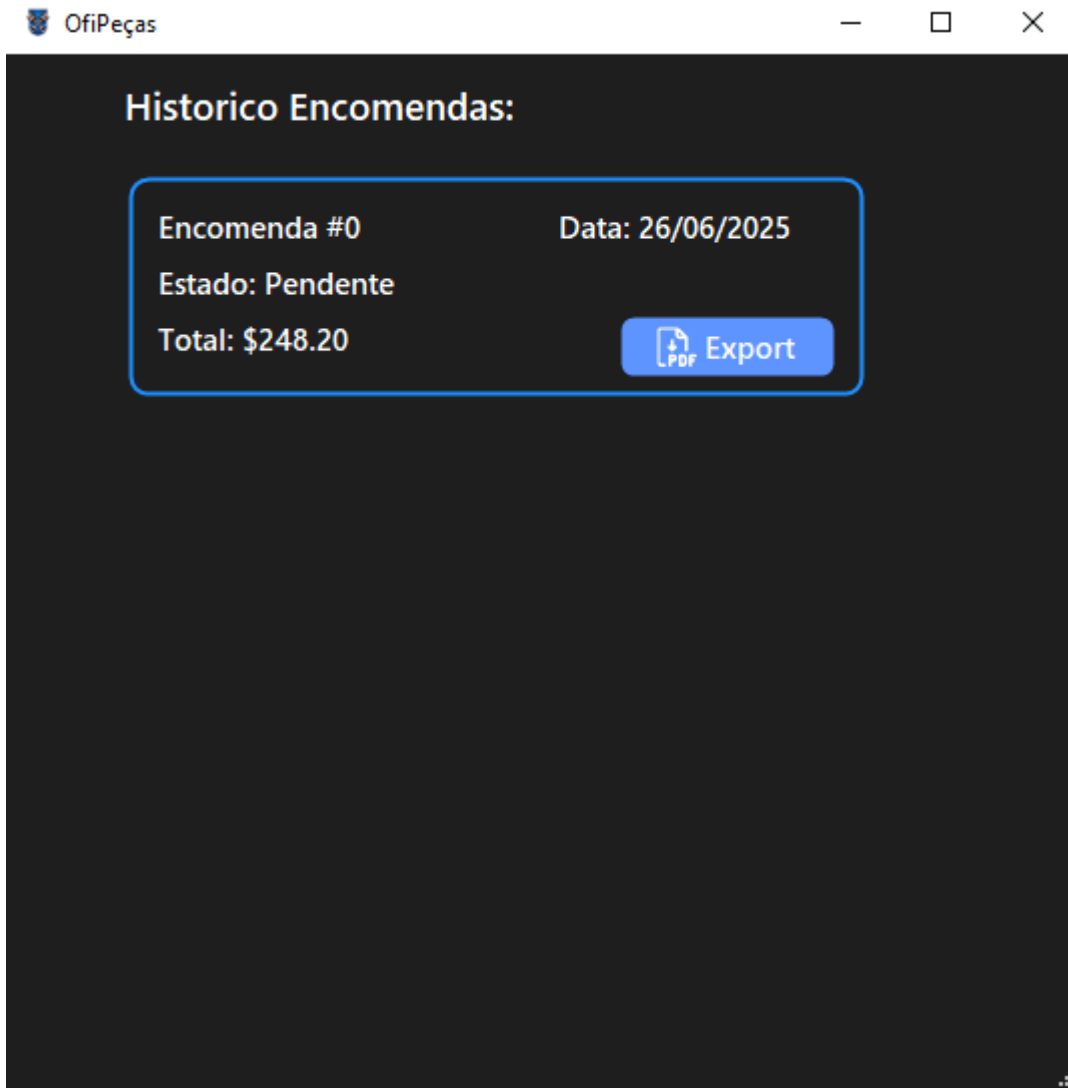 OfiPeças
Historico Encomendas:
Encomenda #0 Data: 26/06/2025
Estado: Pendente
Total: $248.20
PDF Export